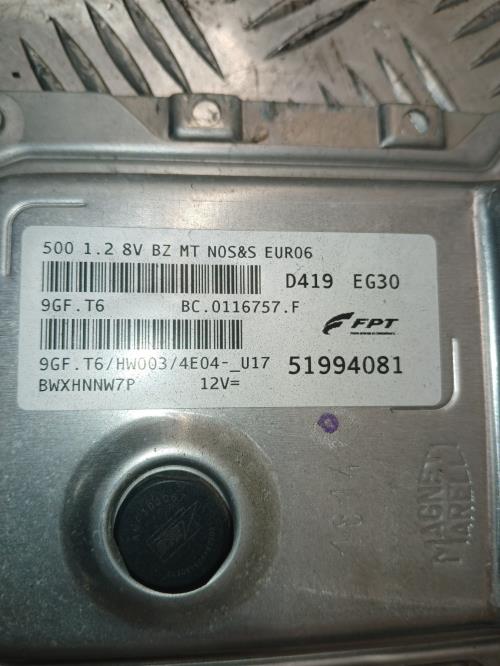 500 1.2 8V BZ MT NOS&S EURO6
D419 EG30
9GF.T6 BC.0116757.F
FPT
9GF.T6/HW003/4E04-_U17 51994081
BWXHNNW7P 12V=
MAGNETI
MARELLI